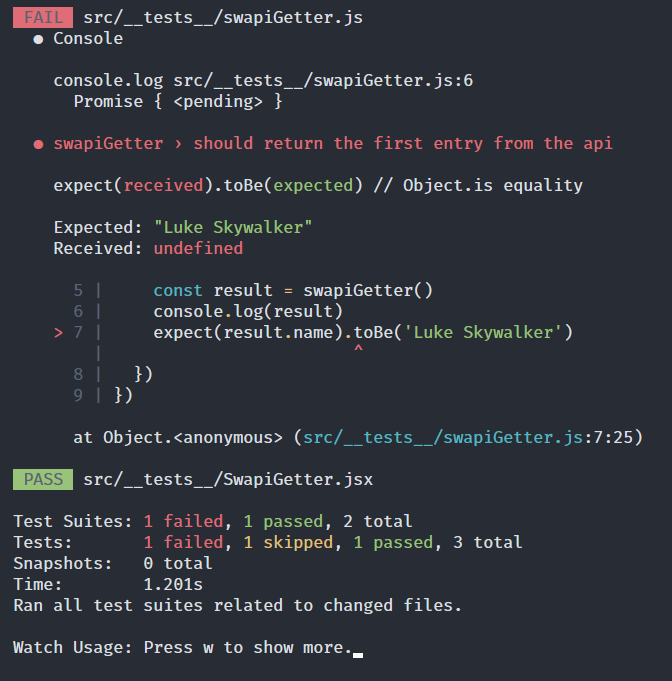 FAIL src/__tests__/swapiGetter.js
● Console
console.log src/__tests__/swapiGetter.js:6
Promise { <pending> }
● swapiGetter › should return the first entry from the api
expect(received).toBe(expected) // Object.is equality
Expected: "Luke Skywalker"
Received: undefined
5 | const result = swapiGetter()
6 | console.log(result)
> 7 | expect(result.name).toBe('Luke Skywalker')
| ^
8 | })
9 | })
at Object.<anonymous> (src/__tests__/swapiGetter.js:7:25)
PASS src/__tests__/SwapiGetter.jsx
Test Suites: 1 failed, 1 passed, 2 total
Tests: 1 failed, 1 skipped, 1 passed, 3 total
Snapshots: 0 total
Time: 1.201s
Ran all test suites related to changed files.
Watch Usage: Press w to show more.